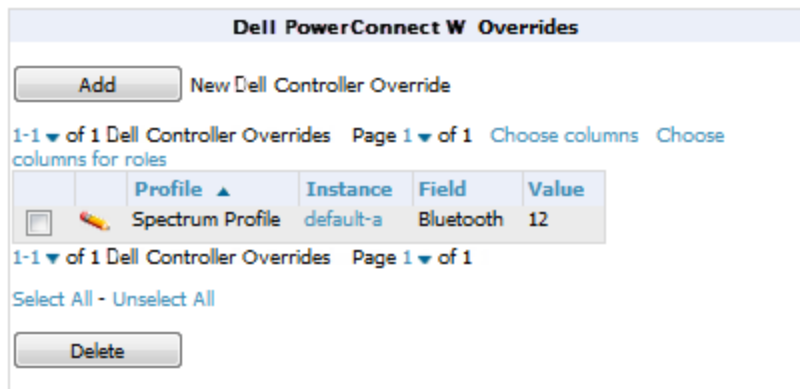 Dell PowerConnect W Overrides
Add New Dell Controller Override
1-1 of 1 Dell Controller Overrides Page 1 of 1 Choose columns Choose
columns for roles
Profile Instance Field Value
Spectrum Profile default-a Bluetooth 12
1-1 of 1 Dell Controller Overrides Page 1 of 1
Select All - Unselect All
Delete